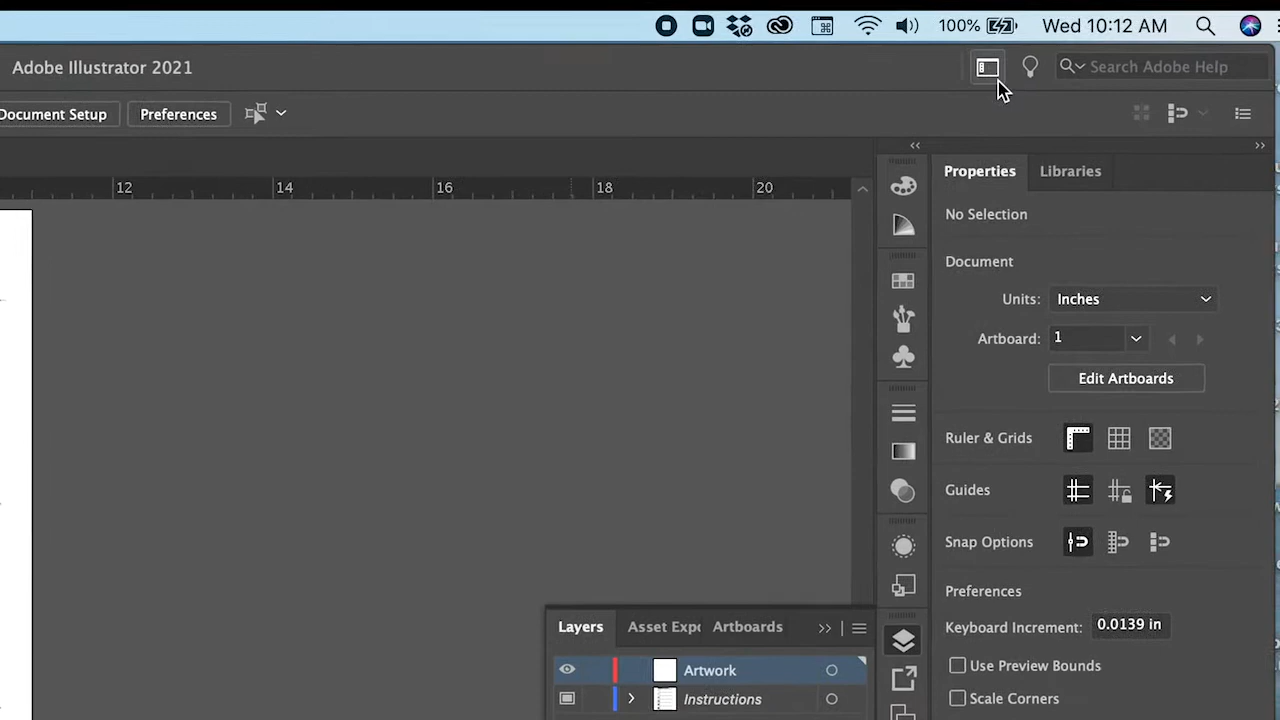 100% Wed 10:12 AM
Adobe Illustrator 2021 Search Adobe Help
Document Setup Preferences
12 14 16 18 20
Properties Libraries
No Selection
Document
Units: Inches
Artboard: 1
Edit Artboards
Ruler & Grids
Guides
Snap Options
Preferences
Keyboard Increment: 0.0139 in
Use Preview Bounds
Scale Corners
Layers Asset Expo Artboards
Artwork
Instructions